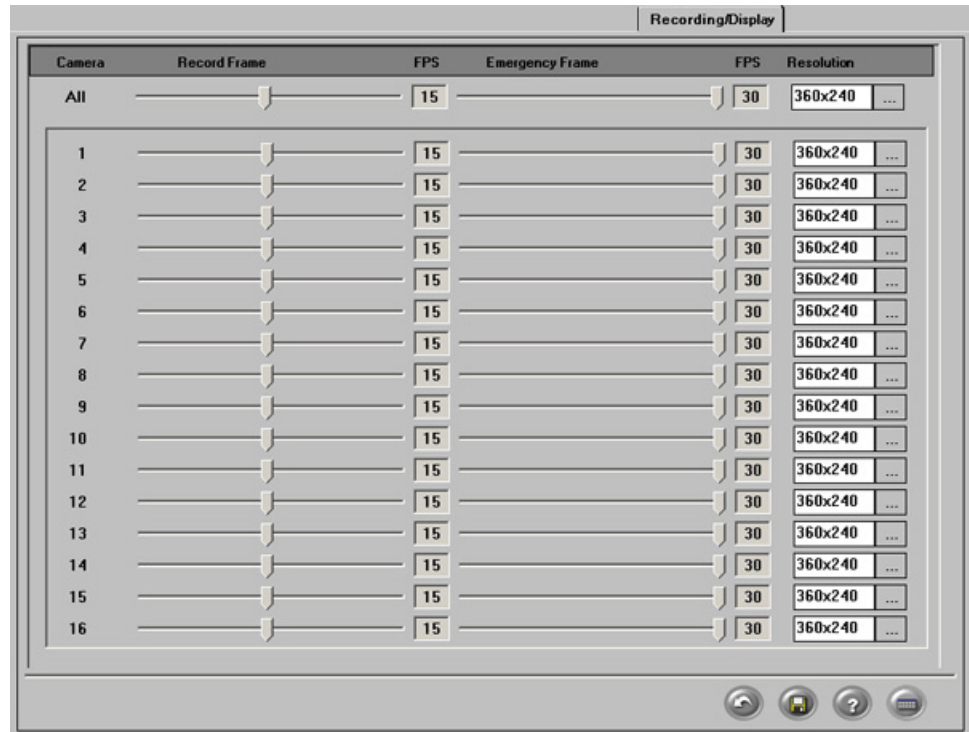 Recording/Display
Camera Record Frame FPS Emergency Frame FPS Resolution
All 15 30 360x240 ...
1 15 30 360x240 ...
2 15 30 360x240 ...
3 15 30 360x240 ...
4 15 30 360x240 ...
5 15 30 360x240 ...
6 15 30 360x240 ...
7 15 30 360x240 ...
8 15 30 360x240 ...
9 15 30 360x240 ...
10 15 30 360x240 ...
11 15 30 360x240 ...
12 15 30 360x240 ...
13 15 30 360x240 ...
14 15 30 360x240 ...
15 15 30 360x240 ...
16 15 30 360x240 ...
?